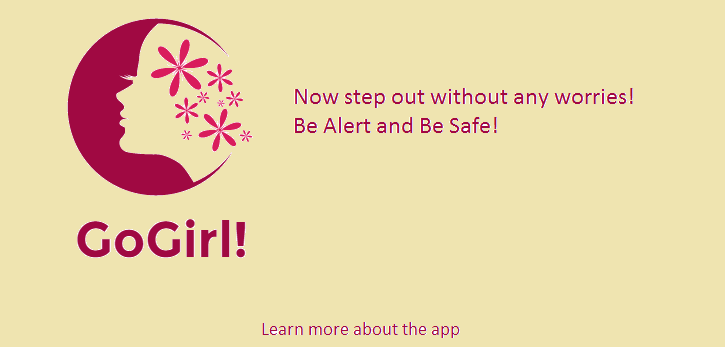 Now step out without any worries!
Be Alert and Be Safe!
GoGirl!
Learn more about the app